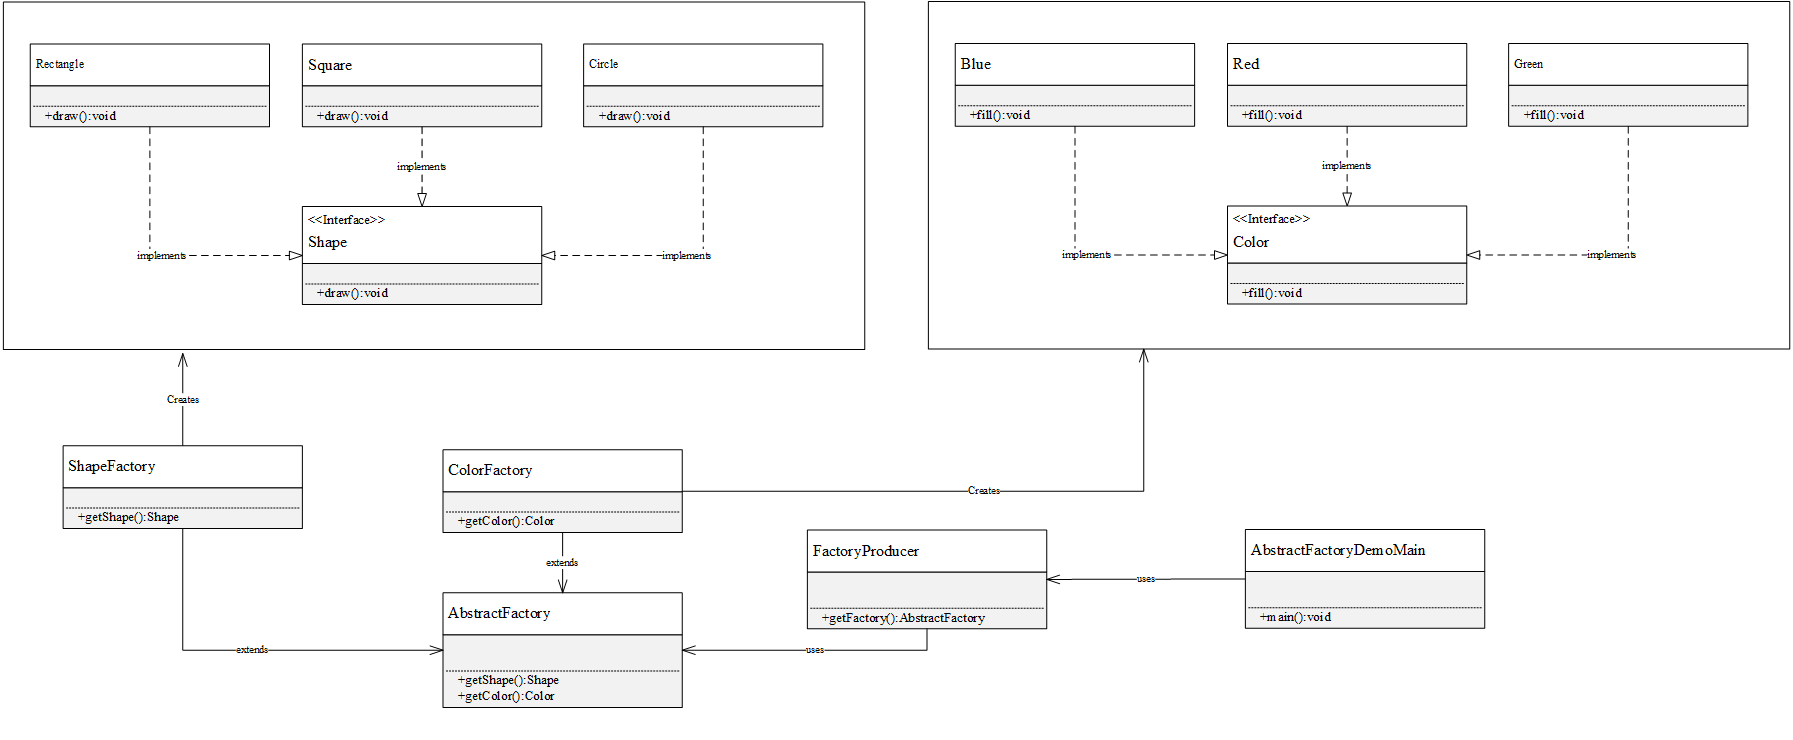 Rectangle
+draw():void
Square
+draw():void
Circle
+draw():void
implements
<<Interface>>
Shape
+draw():void
implements
implements
Blue
+fill():void
Red
+fill():void
Green
+fill():void
implements
<<Interface>>
Color
+fill():void
implements
implements
Creates
ShapeFactory
+getShape():Shape
ColorFactory
+getColor():Color
Creates
extends
FactoryProducer
+getFactory():AbstractFactory
uses
AbstractFactoryDemoMain
+main():void
AbstractFactory
+getShape():Shape
+getColor():Color
extends
uses